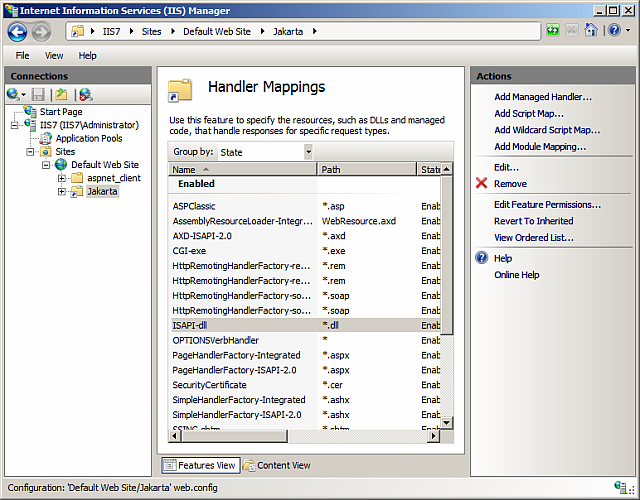 Internet Information Services (IIS) Manager
IIS7 Sites Default Web Site Jakarta
File View Help
Connections
Start Page
IIS7 (IIS7\Administrator)
Application Pools
Sites
Default Web Site
aspnet_client
Jakarta
Handler Mappings
Use this feature to specify the resources, such as DLLs and managed
code, that handle responses for specific request types.
Group by: State
Name Path State
Enabled
ASPClassic *.asp Enab
AssemblyResourceLoader-Integr... WebResource.axd Enab
AXD-ISAPI-2.0 *.axd Enab
CGI-exe *.exe Enab
HttpRemotingHandlerFactory-re... *.rem Enab
HttpRemotingHandlerFactory-re... *.rem Enab
HttpRemotingHandlerFactory-so... *.soap Enab
HttpRemotingHandlerFactory-so... *.soap Enab
ISAPI-dll *.dll Enab
OPTIONSVerbHandler * Enab
PageHandlerFactory-Integrated *.aspx Enab
PageHandlerFactory-ISAPI-2.0 *.aspx Enab
SecurityCertificate *.cer Enab
SimpleHandlerFactory-Integrated *.ashx Enab
SimpleHandlerFactory-ISAPI-2.0 *.ashx Enab
Features View Content View
Actions
Add Managed Handler...
Add Script Map...
Add Wildcard Script Map...
Add Module Mapping...
Edit...
Remove
Edit Feature Permissions...
Revert To Inherited
View Ordered List...
Help
Online Help
Configuration: 'Default Web Site/Jakarta' web.config